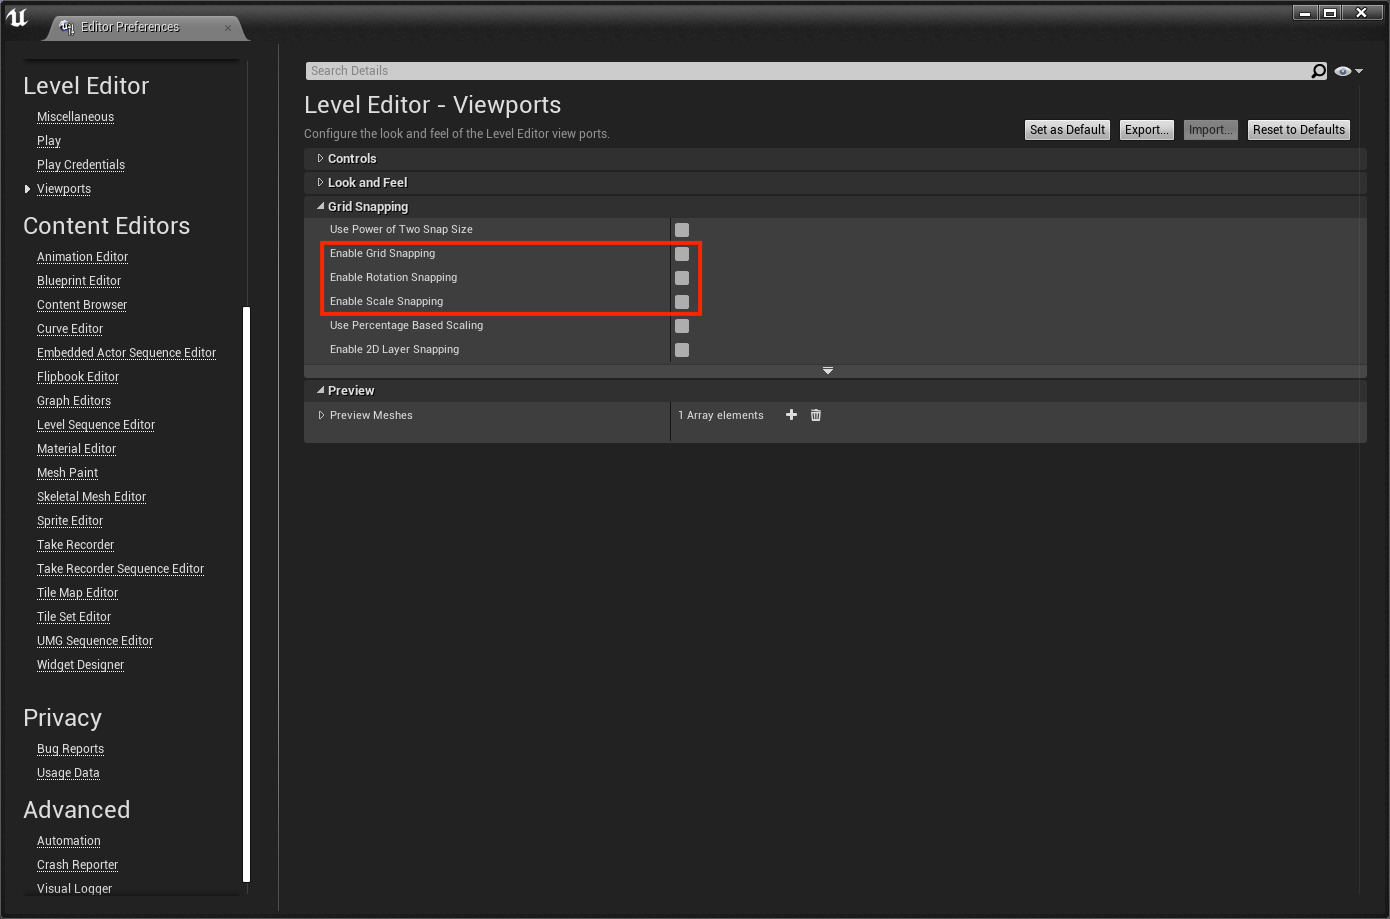 Editor Preferences
Level Editor
Miscellaneous
Play
Play Credentials
Viewports
Content Editors
Animation Editor
Blueprint Editor
Content Browser
Curve Editor
Embedded Actor Sequence Editor
Flipbook Editor
Graph Editors
Level Sequence Editor
Material Editor
Mesh Paint
Skeletal Mesh Editor
Sprite Editor
Take Recorder
Take Recorder Sequence Editor
Tile Map Editor
Tile Set Editor
UMG Sequence Editor
Widget Designer
Privacy
Bug Reports
Usage Data
Advanced
Automation
Crash Reporter
Visual Logger
Search Details
Level Editor - Viewports
Configure the look and feel of the Level Editor view ports.
Set as Default Export... Import... Reset to Defaults
Controls
Look and Feel
Grid Snapping
Use Power of Two Snap Size
Enable Grid Snapping
Enable Rotation Snapping
Enable Scale Snapping
Use Percentage Based Scaling
Enable 2D Layer Snapping
Preview
Preview Meshes 1 Array elements